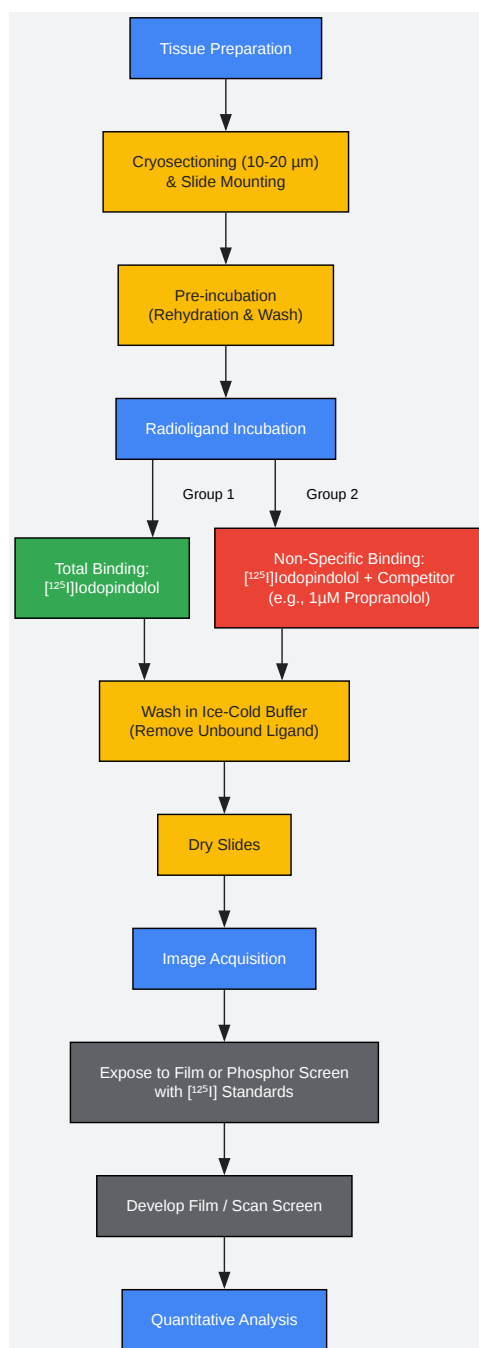 Tissue Preparation
Cryosectioning (10-20 µm)
& Slide Mounting
Pre-incubation
(Rehydration & Wash)
Radioligand Incubation
Group 1
Group 2
Total Binding:
[¹²⁵I]Iodopindolol
Non-Specific Binding:
[¹²⁵I]Iodopindolol + Competitor
(e.g., 1µM Propranolol)
Wash in Ice-Cold Buffer
(Remove Unbound Ligand)
Dry Slides
Image Acquisition
Expose to Film or Phosphor Screen
with [¹²⁵I] Standards
Develop Film / Scan Screen
Quantitative Analysis